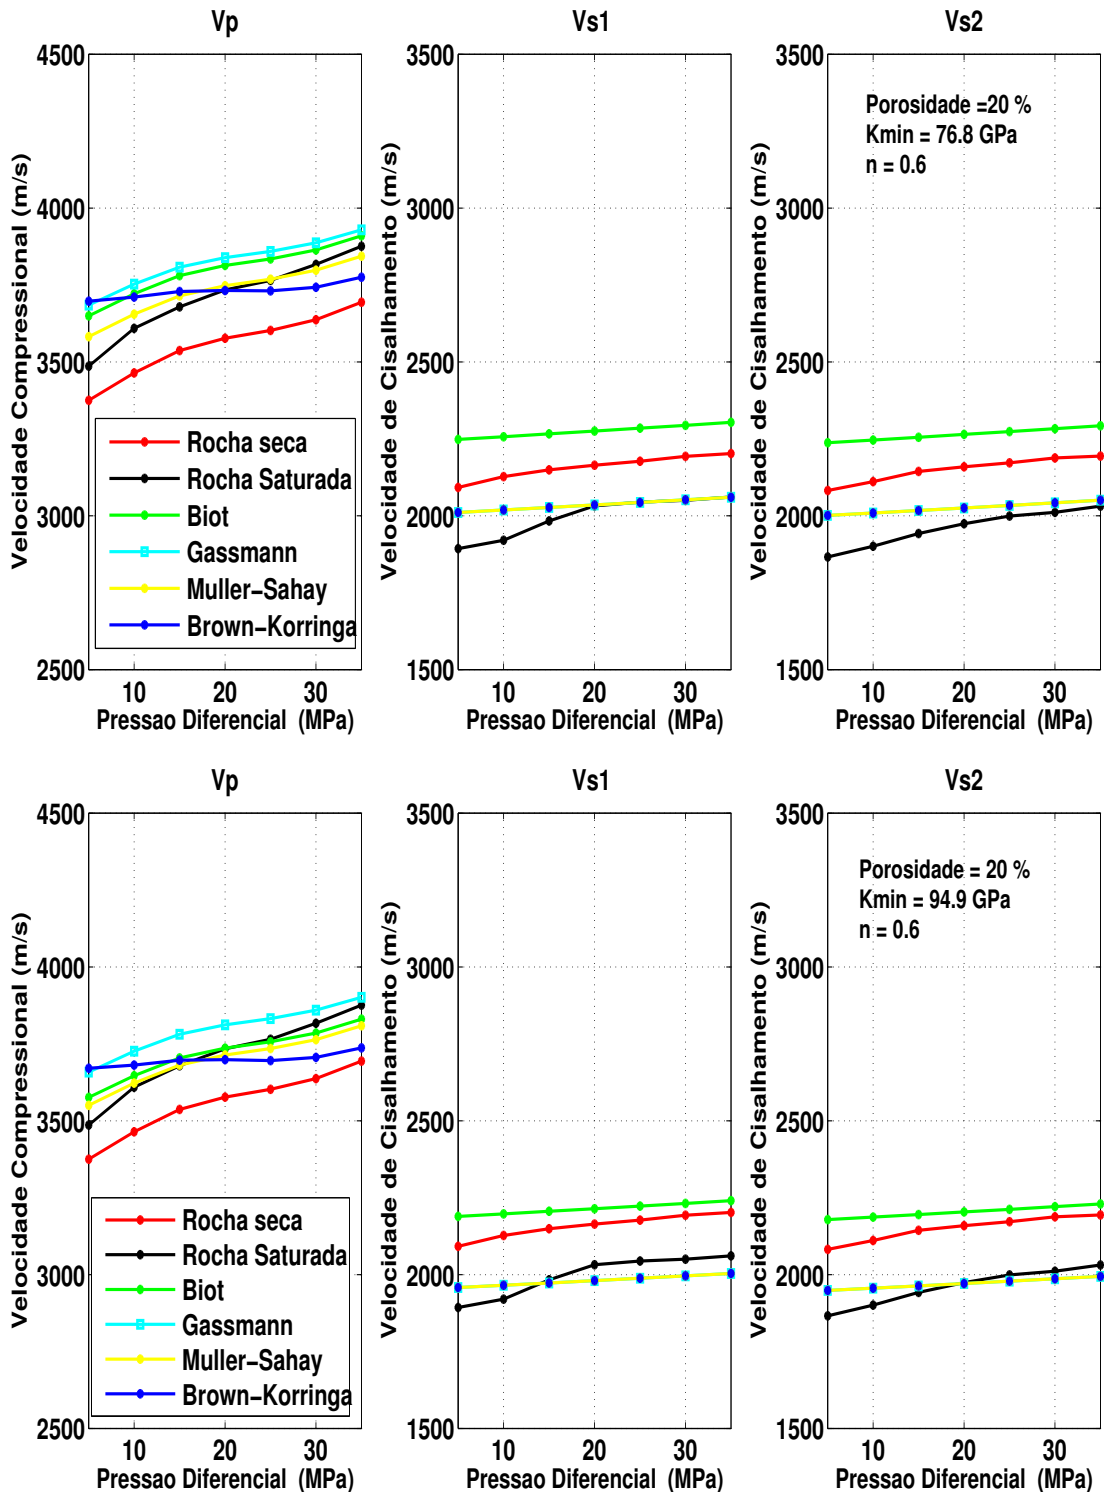 Vp
Vs1
Vs2
Velocidade Compressional (m/s)
4500
4000
3500
3000
2500
Rocha seca
Rocha Saturada
Biot
Gassmann
Muller−Sahay
Brown−Korringa
10 20 30
Pressao Diferencial (MPa)
Velocidade de Cisalhamento (m/s)
3500
3000
2500
2000
1500
10 20 30
Pressao Diferencial (MPa)
Velocidade de Cisalhamento (m/s)
3500
3000
2500
2000
1500
Porosidade =20 %
Kmin = 76.8 GPa
n = 0.6
10 20 30
Pressao Diferencial (MPa)
Vp
Vs1
Vs2
Velocidade Compressional (m/s)
4500
4000
3500
3000
2500
Rocha seca
Rocha Saturada
Biot
Gassmann
Muller−Sahay
Brown−Korringa
10 20 30
Pressao Diferencial (MPa)
Velocidade de Cisalhamento (m/s)
3500
3000
2500
2000
1500
10 20 30
Pressao Diferencial (MPa)
Velocidade de Cisalhamento (m/s)
3500
3000
2500
2000
1500
Porosidade = 20 %
Kmin = 94.9 GPa
n = 0.6
10 20 30
Pressao Diferencial (MPa)